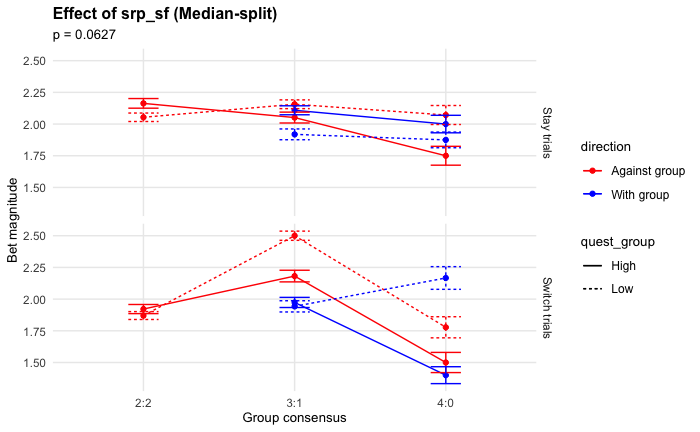 Effect of srp_sf (Median-split)
p = 0.0627
Bet magnitude
2.50
2.25
2.00
1.75
1.50
Stay trials
2.50
2.25
2.00
1.75
1.50
Switch trials
2:2
3:1
4:0
Group consensus
direction
Against group
With group
quest_group
High
Low